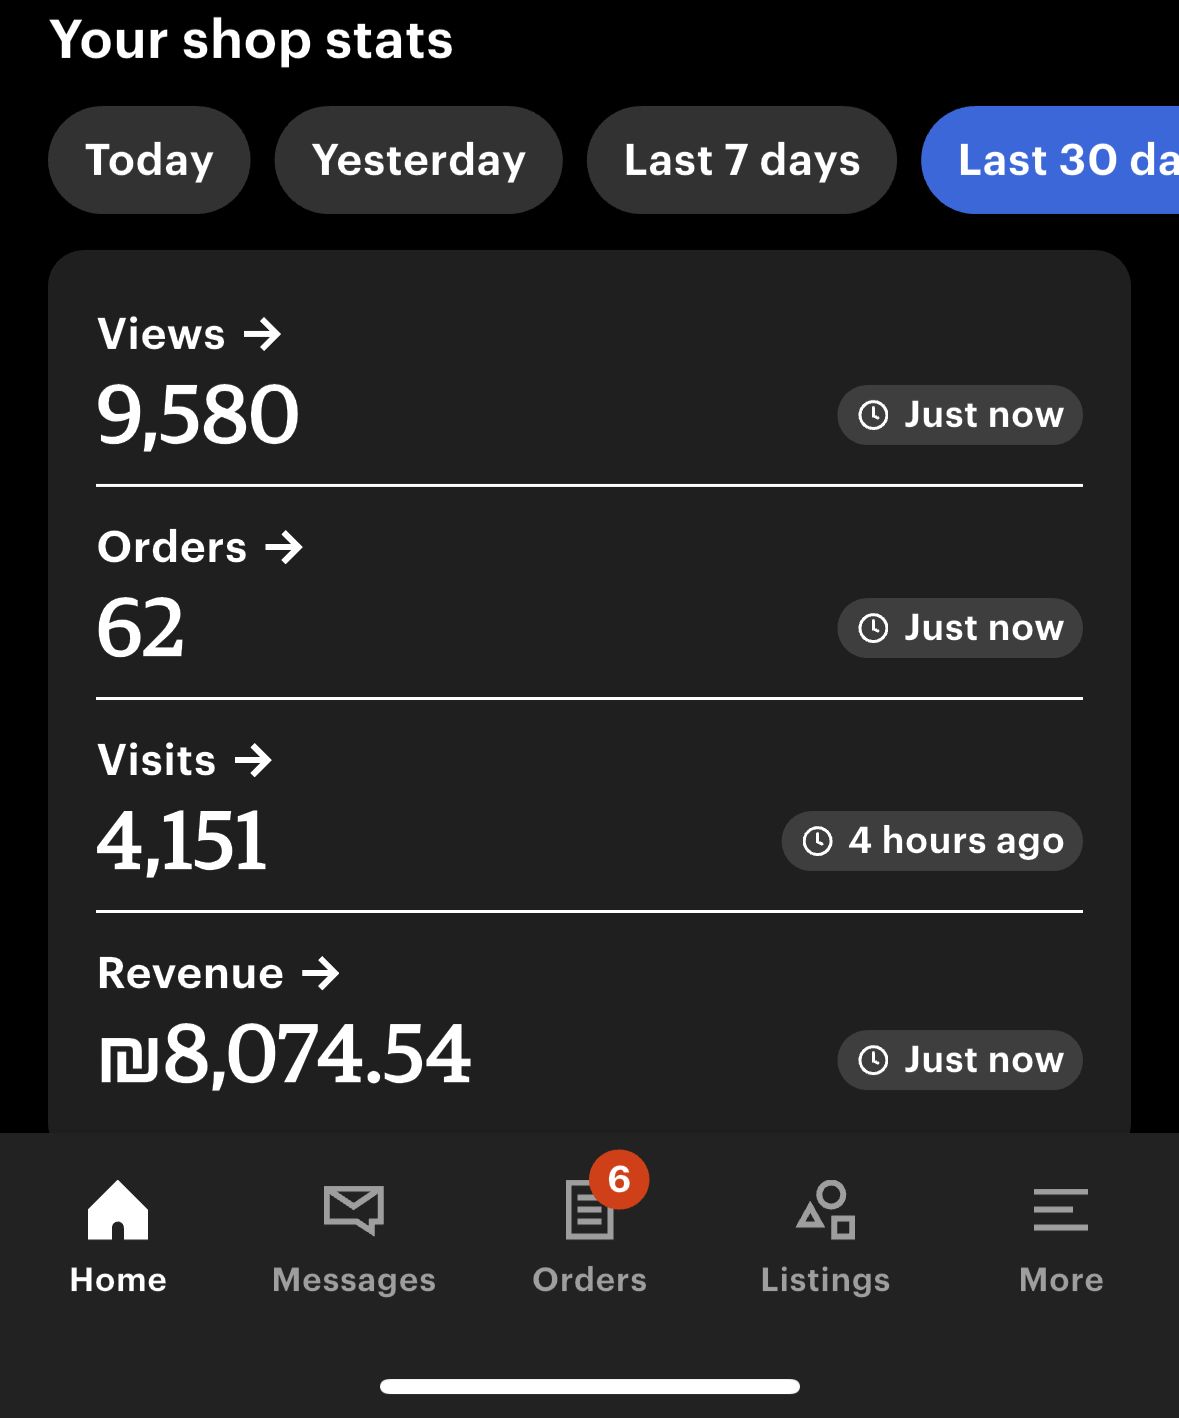 Your shop stats
Today Yesterday Last 7 days Last 30 da
Views →
9,580
Just now
Orders →
62
Just now
Visits →
4,151
4 hours ago
Revenue →
₪8,074.54
Just now
6
Home Messages Orders Listings More